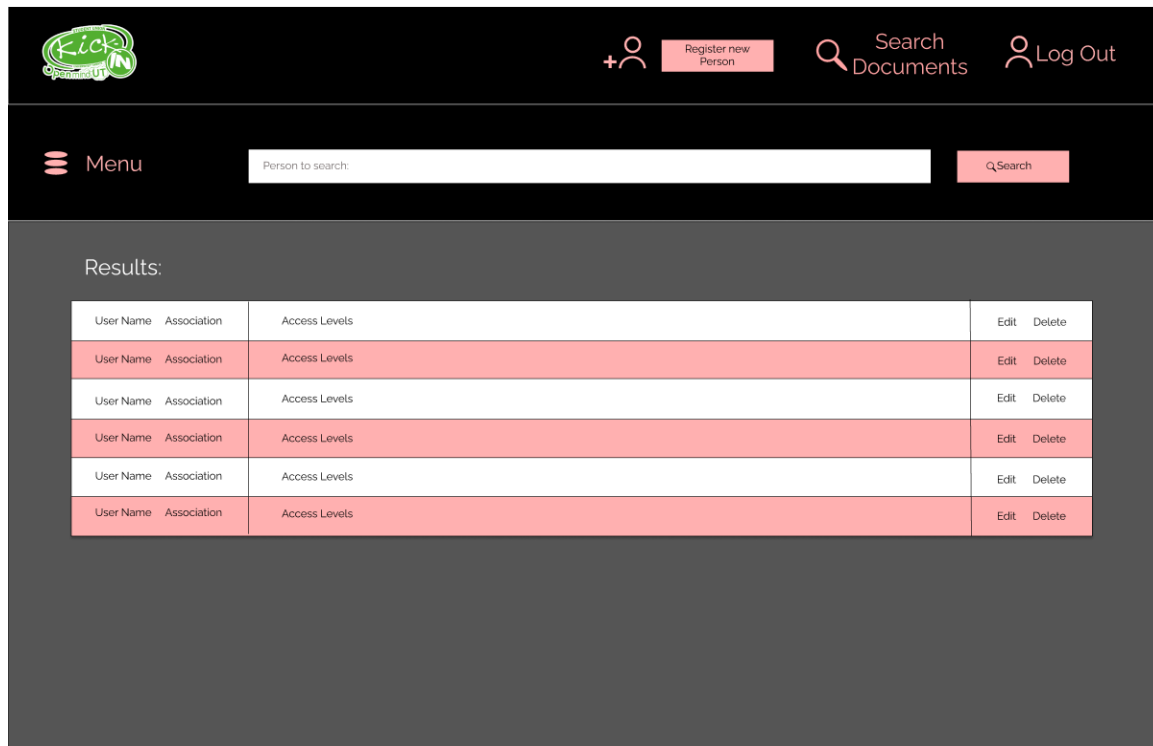 STUDENT UNION
Kick-IN
OpenmindUT
Register new
Person
Search
Documents
Log Out
Menu
Person to search:
Search
Results:
User Name Association Access Levels Edit Delete
User Name Association Access Levels Edit Delete
User Name Association Access Levels Edit Delete
User Name Association Access Levels Edit Delete
User Name Association Access Levels Edit Delete
User Name Association Access Levels Edit Delete